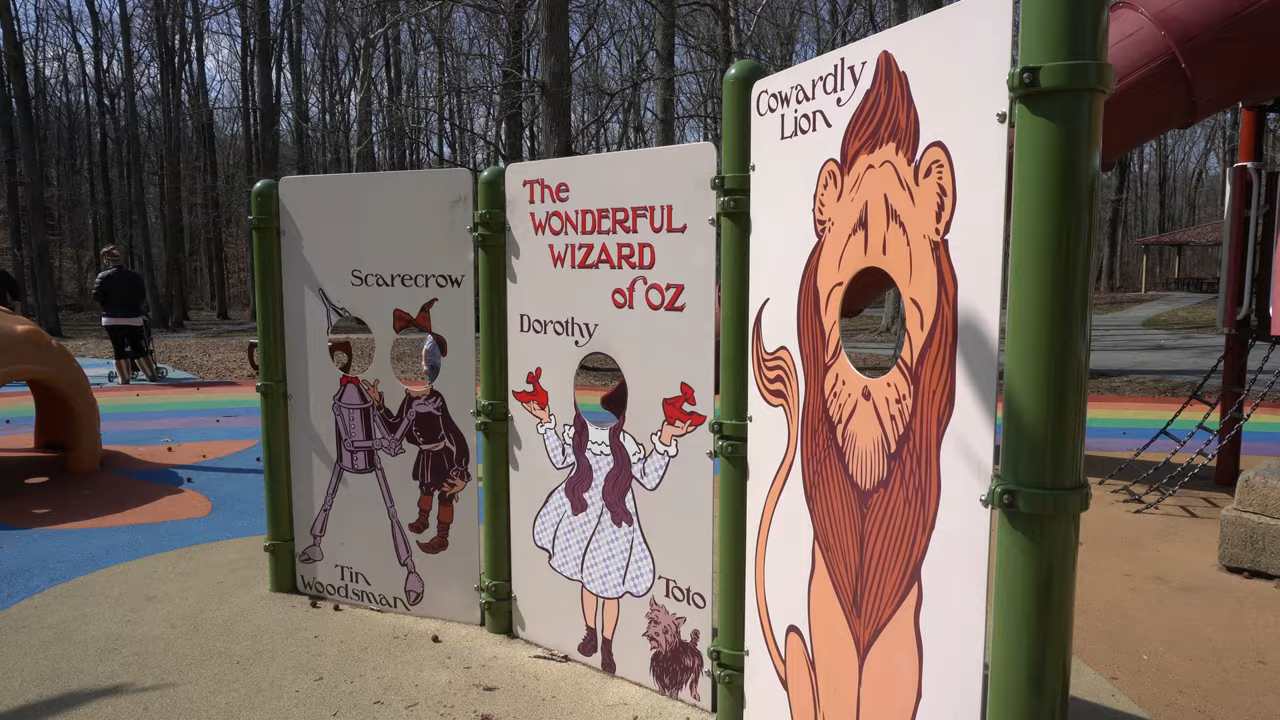 Scarecrow
Tin
Woodsman
The
WONDERFUL
WIZARD
of OZ
Dorothy
Toto
Cowardly
Lion